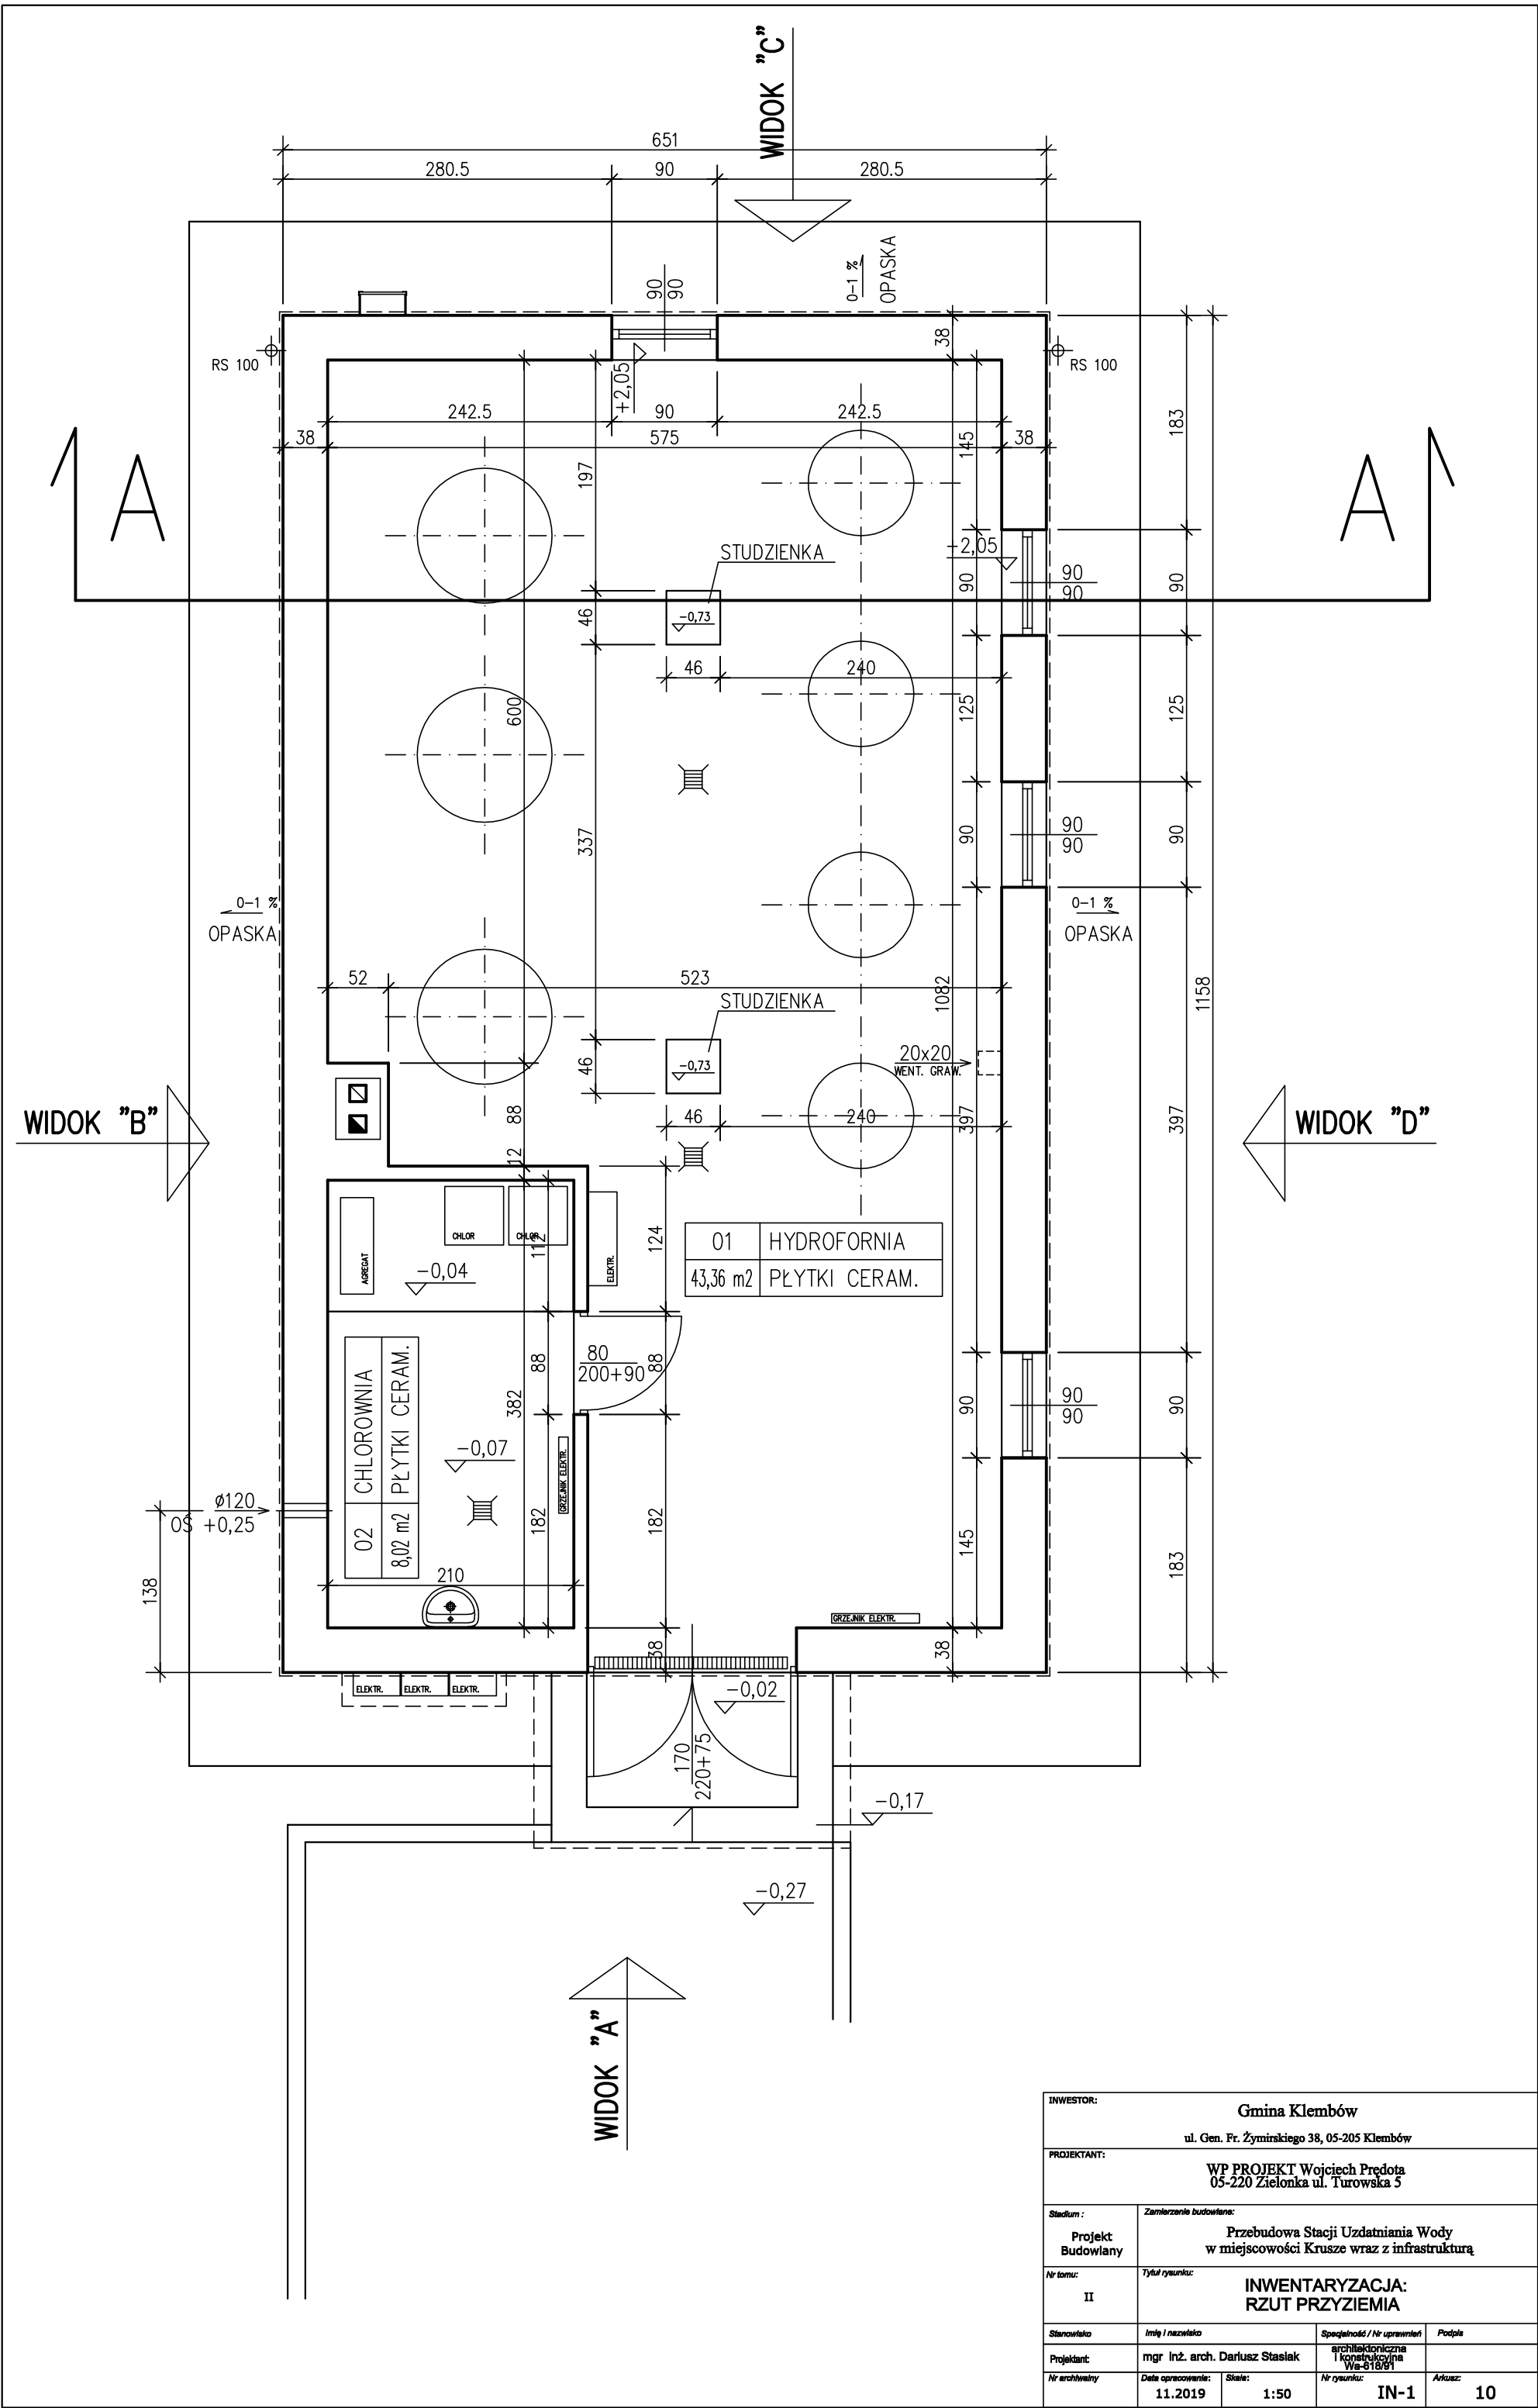 WIDOK "C"
651
280.5
90
280.5
90
90
0-1 %
OPASKA
RS 100
RS 100
+2,05
38
242.5
90
242.5
38
575
38
183
145
197
A
A
STUDZIENKA
-2,05
90
90
90
90
46
-0,73
46
240
600
125
125
337
90
90
90
90
0-1 %
OPASKA
0-1 %
OPASKA
52
523
1082
1158
STUDZIENKA
46
-0,73
20x20
WENT. GRAW.
46
240
397
397
88
12
WIDOK "B"
WIDOK "D"
AGREGAT
CHLOR
CHLOR
112
ELEKTR.
124
-0,04
01 HYDROFORNIA
43,36 m2 PŁYTKI CERAM.
80
200+90
88
88
382
90
90
90
90
02 CHLOROWNIA
8,02 m2 PŁYTKI CERAM.
-0,07
GRZEJNIK ELEKTR.
ø120
OŚ +0,25
182
182
145
183
138
210
GRZEJNIK ELEKTR.
38
38
ELEKTR.
ELEKTR.
ELEKTR.
-0,02
170
220+75
-0,17
-0,27
WIDOK "A"
INWESTOR:
Gmina Klembów
ul. Gen. Fr. Żymirskiego 38, 05-205 Klembów
PROJEKTANT:
WP PROJEKT Wojciech Prędota
05-220 Zielonka ul. Turowska 5
Stadium :
Projekt
Budowlany
Zamierzenie budowlane:
Przebudowa Stacji Uzdatniania Wody
w miejscowości Krusze wraz z infrastrukturą
Nr tomu:
II
Tytuł rysunku:
INWENTARYZACJA:
RZUT PRZYZIEMIA
Stanowisko
Imię i nazwisko
Specjalność / Nr uprawnień
Podpis
Projektant:
mgr inż. arch. Dariusz Stasiak
architektoniczna
i konstrukcyjna
Wa-618/91
Nr archiwalny
Data opracowania:
11.2019
Skala:
1:50
Nr rysunku:
IN-1
Arkusz:
10